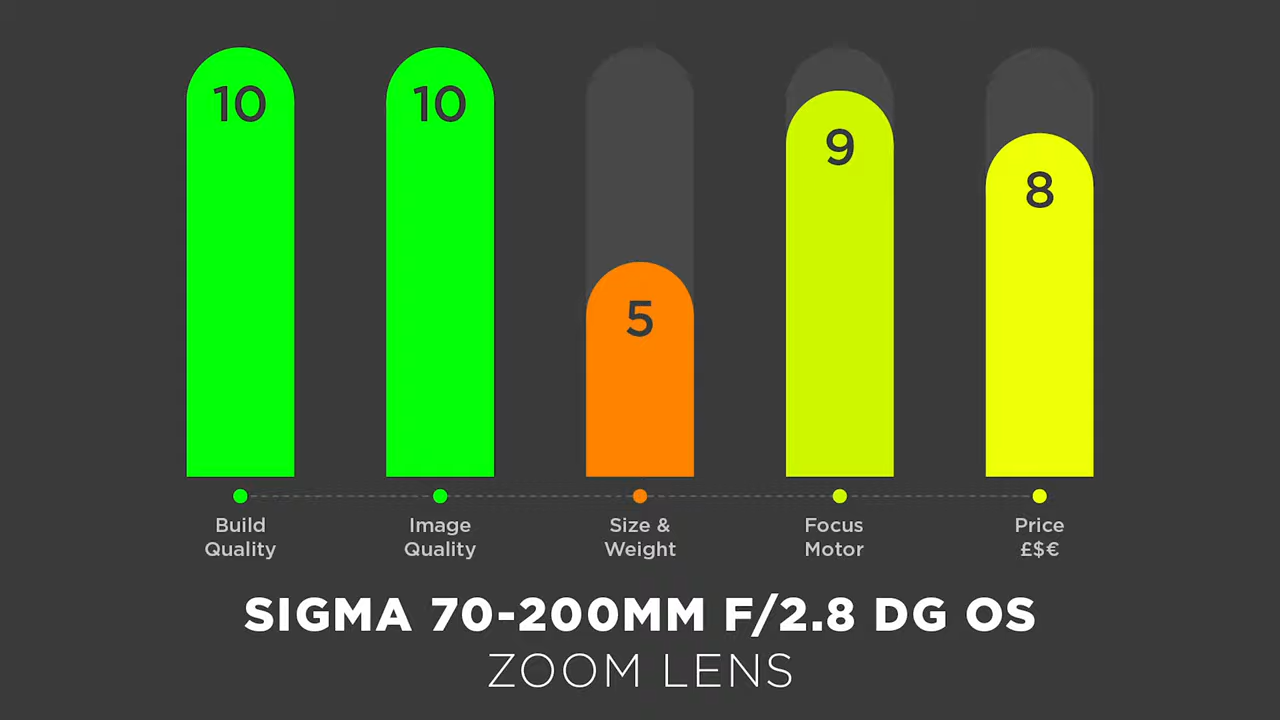 10
10
5
9
8
Build
Quality
Image
Quality
Size &
Weight
Focus
Motor
Price
£$€
SIGMA 70-200MM F/2.8 DG OS
ZOOM LENS